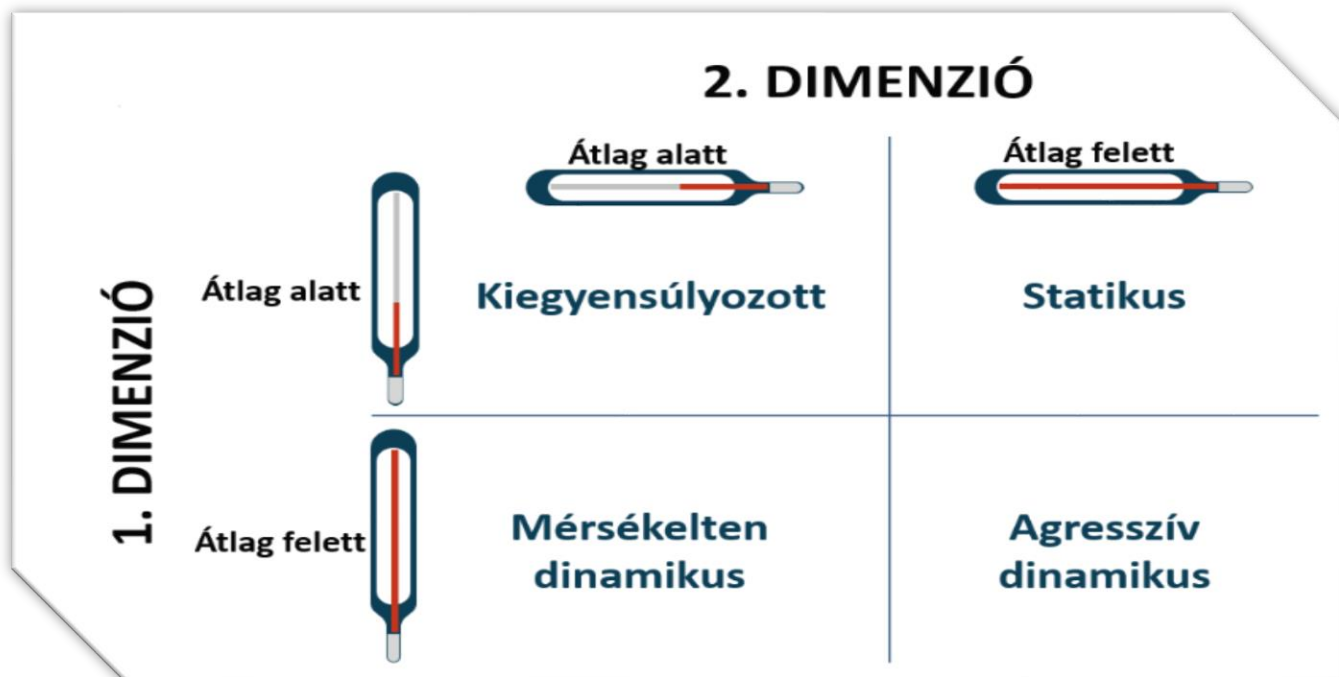 2. DIMENZIÓ
Átlag alatt
Átlag felett
1. DIMENZIÓ
Átlag alatt
Kiegyensúlyozott
Statikus
Átlag felett
Mérsékelten
dinamikus
Agresszív
dinamikus